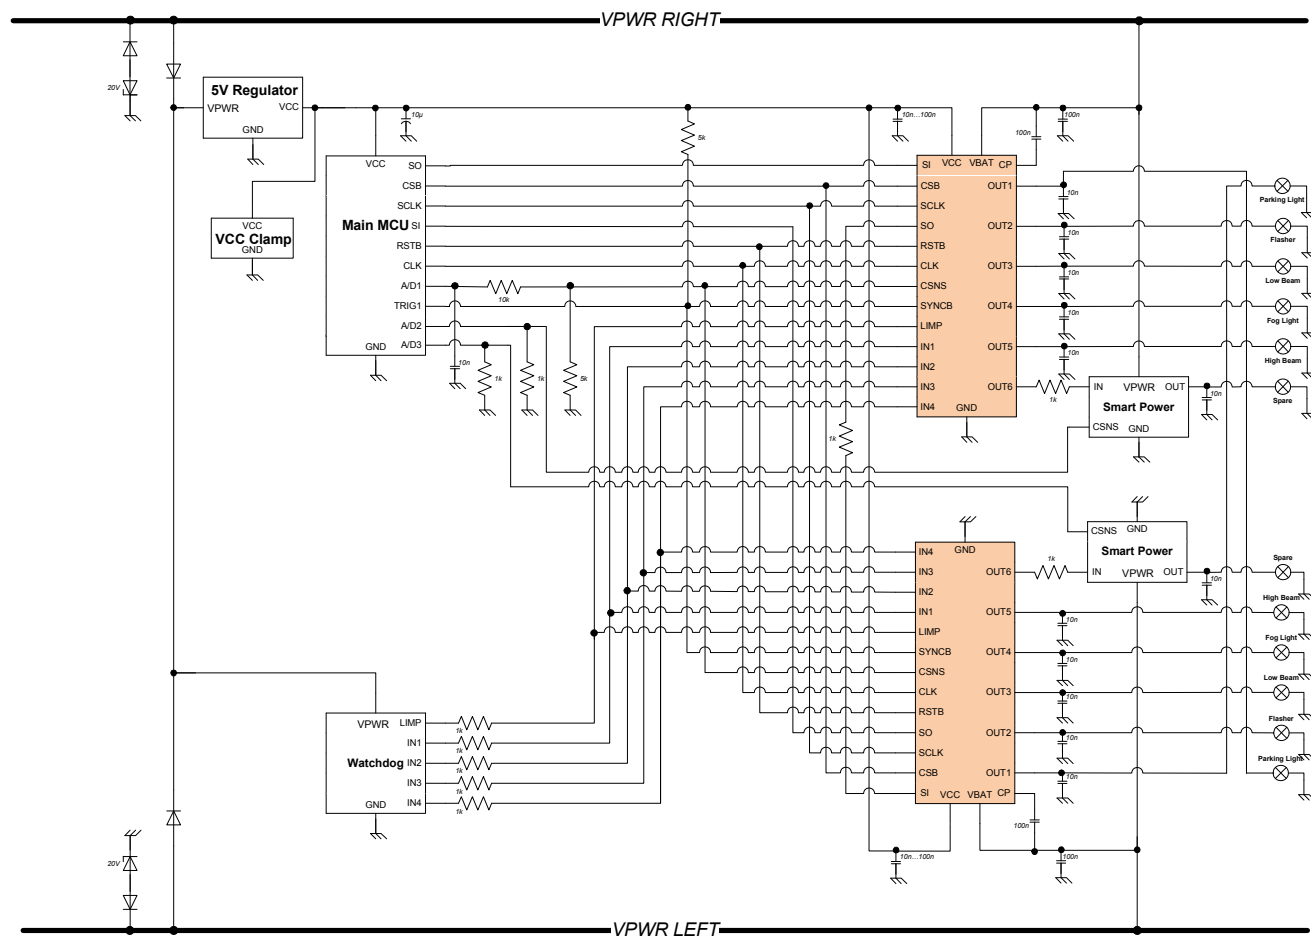 VPWR RIGHT
20V
5V Regulator
VPWR
VCC
GND
10µ
5k
10n...100n
100n
100n
VCC
SO
CSB
SCLK
Main MCU
SI
RSTB
CLK
A/D1
TRIG1
A/D2
GND
A/D3
VCC
VCC Clamp
GND
10k
10n
1k
1k
5k
SI
VCC
VBAT
CP
CSB
OUT1
SCLK
SO
OUT2
RSTB
CLK
OUT3
CSNS
SYNCB
OUT4
LIMP
IN1
OUT5
IN2
IN3
OUT6
IN4
GND
10n
10n
10n
10n
10n
Parking Light
Flasher
Low Beam
Fog Light
High Beam
Spare
1k
IN
VPWR
OUT
Smart Power
CSNS
GND
10n
1k
CSNS
GND
Smart Power
IN
VPWR
OUT
10n
1k
IN4
GND
IN3
OUT6
IN2
IN1
OUT5
LIMP
SYNCB
OUT4
CSNS
CLK
OUT3
RSTB
SO
OUT2
SCLK
CSB
OUT1
SI
VCC
VBAT
CP
10n
10n
10n
10n
10n
Spare
High Beam
Fog Light
Low Beam
Flasher
Parking Light
VPWR
LIMP
IN1
Watchdog
IN2
IN3
GND
IN4
1k
1k
1k
1k
1k
20V
10n...100n
100n
100n
VPWR LEFT